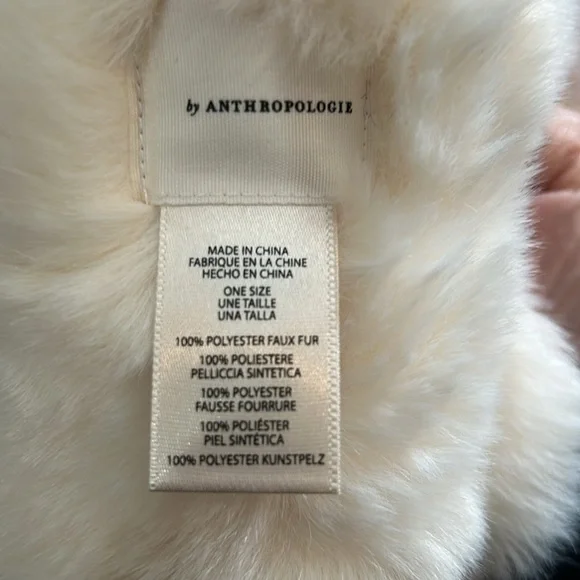 by ANTHROPOLOGIE
MADE IN CHINA
FABRIQUE EN LA CHINE
HECHO EN CHINA
ONE SIZE
UNE TAILLE
UNA TALLA
100% POLYESTER FAUX FUR
100% POLIESTERE
PELLICCIA SINTETICA
100% POLYESTER
FAUSSE FOURRURE
100% POLIÉSTER
PIEL SINTÉTICA
100% POLYESTER KUNSTPELZ